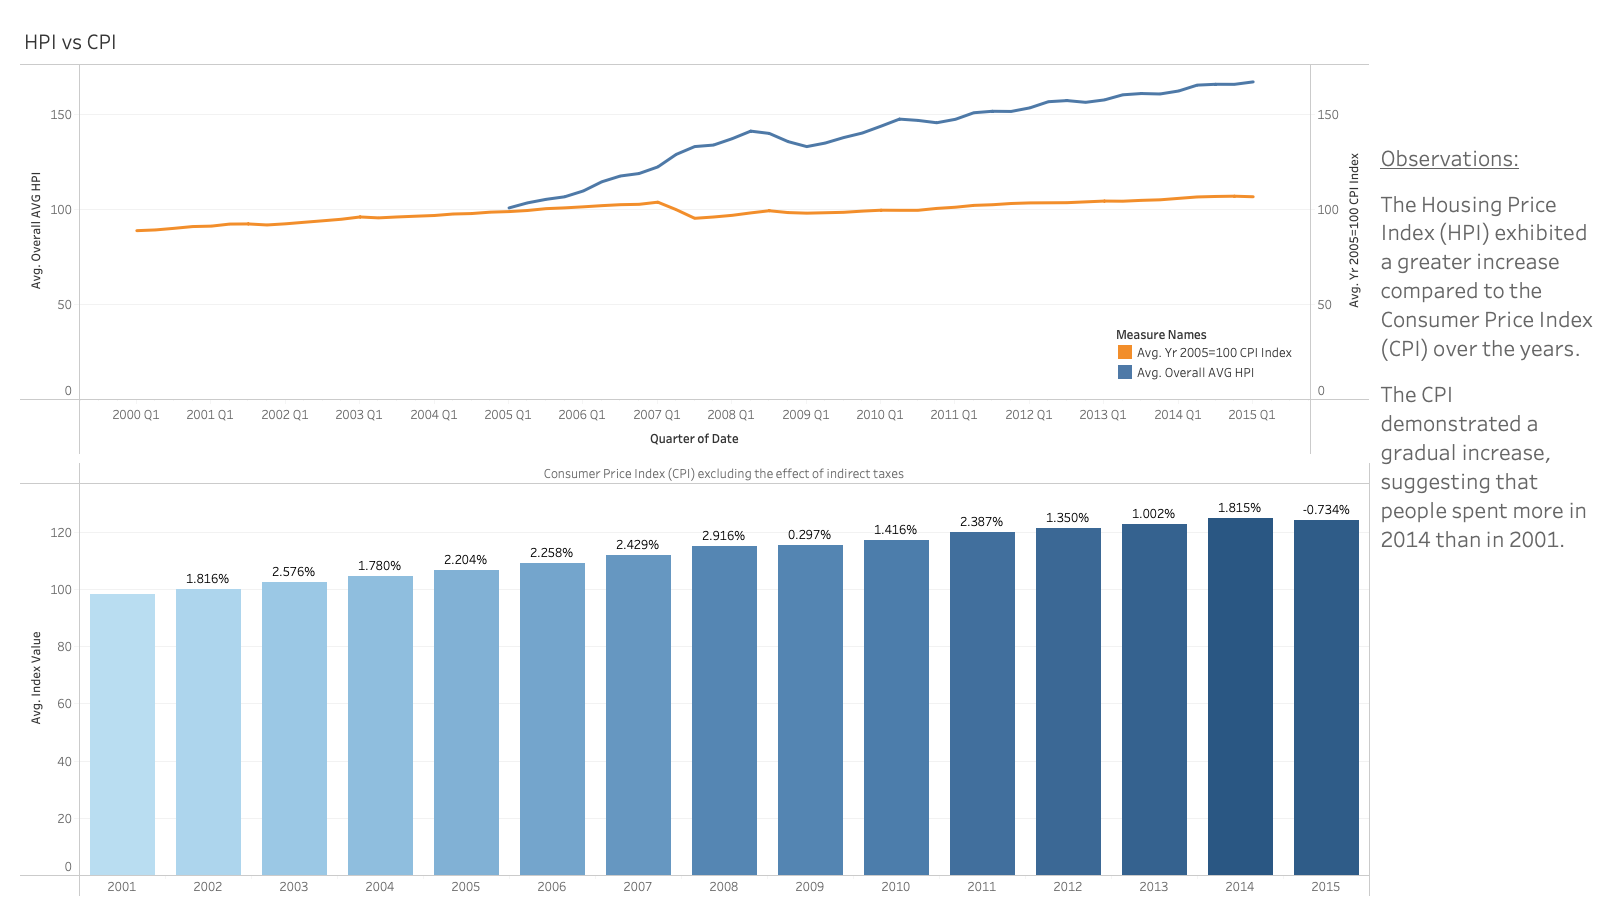 HPI vs CPI
150
100
50
0
Avg. Overall AVG HPI
150
100
50
0
Avg. Yr 2005=100 CPI Index
Measure Names
Avg. Yr 2005=100 CPI Index
Avg. Overall AVG HPI
2000 Q1 2001 Q1 2002 Q1 2003 Q1 2004 Q1 2005 Q1 2006 Q1 2007 Q1 2008 Q1 2009 Q1 2010 Q1 2011 Q1 2012 Q1 2013 Q1 2014 Q1 2015 Q1
Quarter of Date
Consumer Price Index (CPI) excluding the effect of indirect taxes
120
100
80
60
40
20
0
Avg. Index Value
1.816% 2.576% 1.780% 2.204% 2.258% 2.429% 2.916% 0.297% 1.416% 2.387% 1.350% 1.002% 1.815% -0.734%
2001 2002 2003 2004 2005 2006 2007 2008 2009 2010 2011 2012 2013 2014 2015
Observations:
The Housing Price
Index (HPI) exhibited
a greater increase
compared to the
Consumer Price Index
(CPI) over the years.
The CPI
demonstrated a
gradual increase,
suggesting that
people spent more in
2014 than in 2001.